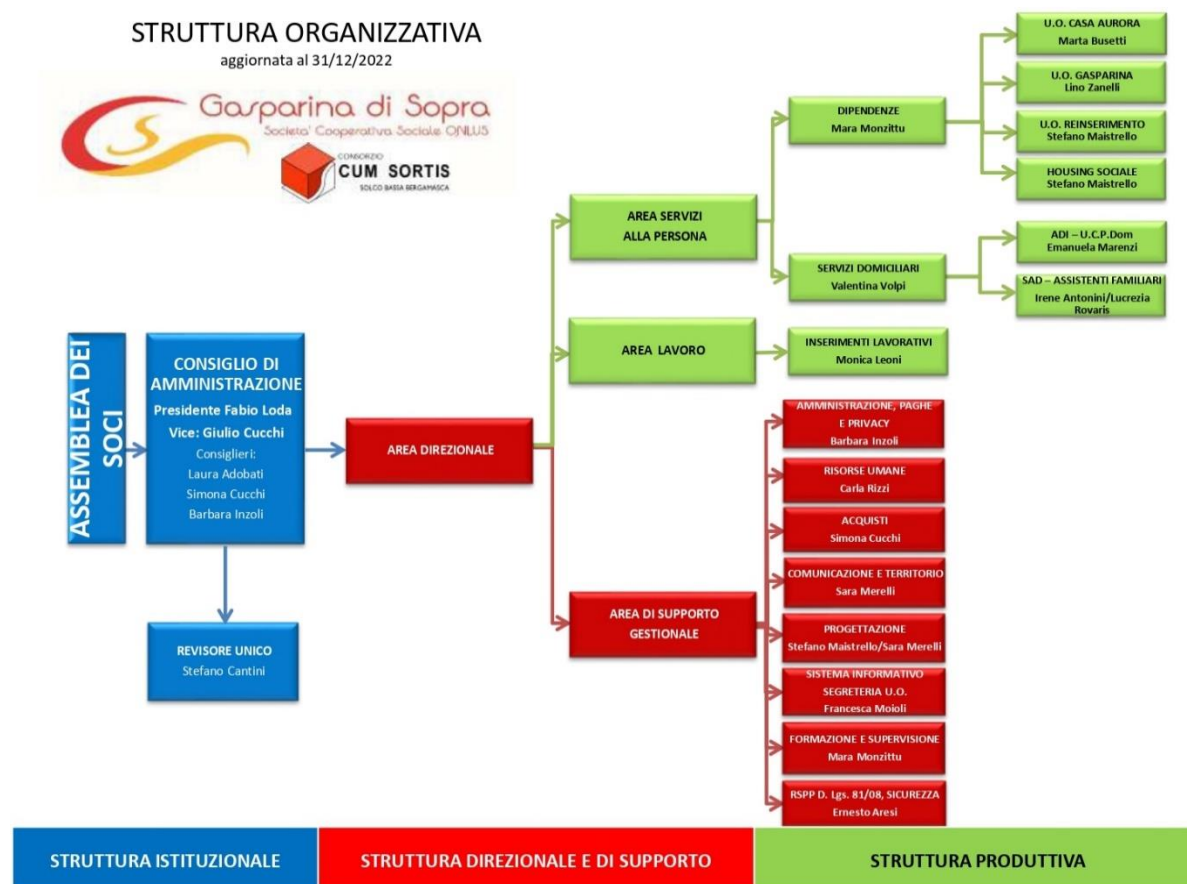 STRUTTURA ORGANIZZATIVA
aggiornata al 31/12/2022
Gasparina di Sopra
Societa' Cooperativa Sociale ONLUS
CONSORZIO
CUM SORTIS
SOLCO BASSA BERGAMASCA
ASSEMBLEA DEI
SOCI
CONSIGLIO DI
AMMINISTRAZIONE
Presidente Fabio Loda
Vice: Giulio Cucchi
Consiglieri:
Laura Adobati
Simona Cucchi
Barbara Inzoli
REVISORE UNICO
Stefano Cantini
AREA DIREZIONALE
AREA SERVIZI
ALLA PERSONA
DIPENDENZE
Mara Monzittu
U.O. CASA AURORA
Marta Busetti
U.O. GASPARINA
Lino Zanelli
U.O. REINSERIMENTO
Stefano Maistrello
HOUSING SOCIALE
Stefano Maistrello
SERVIZI DOMICILIARI
Valentina Volpi
ADI – U.C.P.Dom
Emanuela Marenzi
SAD – ASSISTENTI FAMILIARI
Irene Antonini/Lucrezia
Rovaris
AREA LAVORO
INSERIMENTI LAVORATIVI
Monica Leoni
AREA DI SUPPORTO
GESTIONALE
AMMINISTRAZIONE, PAGHE
E PRIVACY
Barbara Inzoli
RISORSE UMANE
Carla Rizzi
ACQUISTI
Simona Cucchi
COMUNICAZIONE E TERRITORIO
Sara Merelli
PROGETTAZIONE
Stefano Maistrello/Sara Merelli
SISTEMA INFORMATIVO
SEGRETERIA U.O.
Francesca Moioli
FORMAZIONE E SUPERVISIONE
Mara Monzittu
RSPP D. Lgs. 81/08, SICUREZZA
Ernesto Aresi
STRUTTURA ISTITUZIONALE
STRUTTURA DIREZIONALE E DI SUPPORTO
STRUTTURA PRODUTTIVA